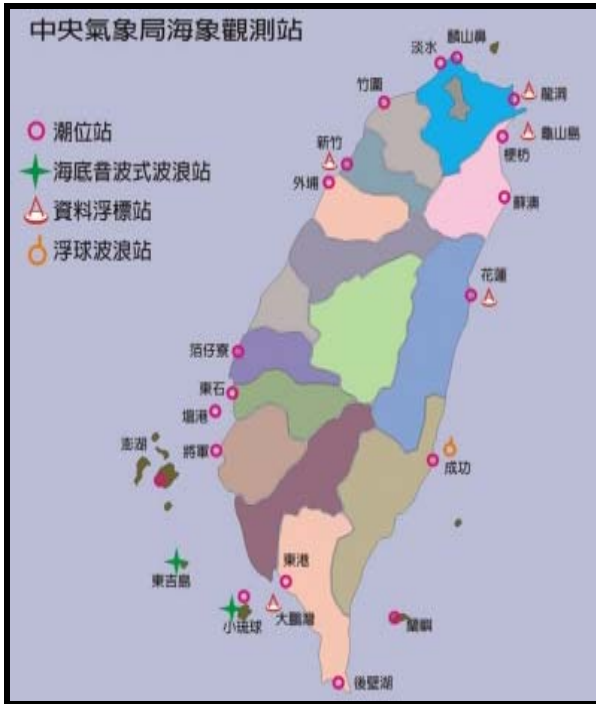 中央氣象局海象觀測站
潮位站
海底音波式波浪站
資料浮標站
浮球波浪站
麟山鼻
淡水
竹圍
龍洞
龜山島
梗枋
新竹
外埔
蘇澳
花蓮
箔仔寮
東石
塭港
將軍
澎湖
成功
東吉島
東港
小琉球
大鵬灣
蘭嶼
後壁湖